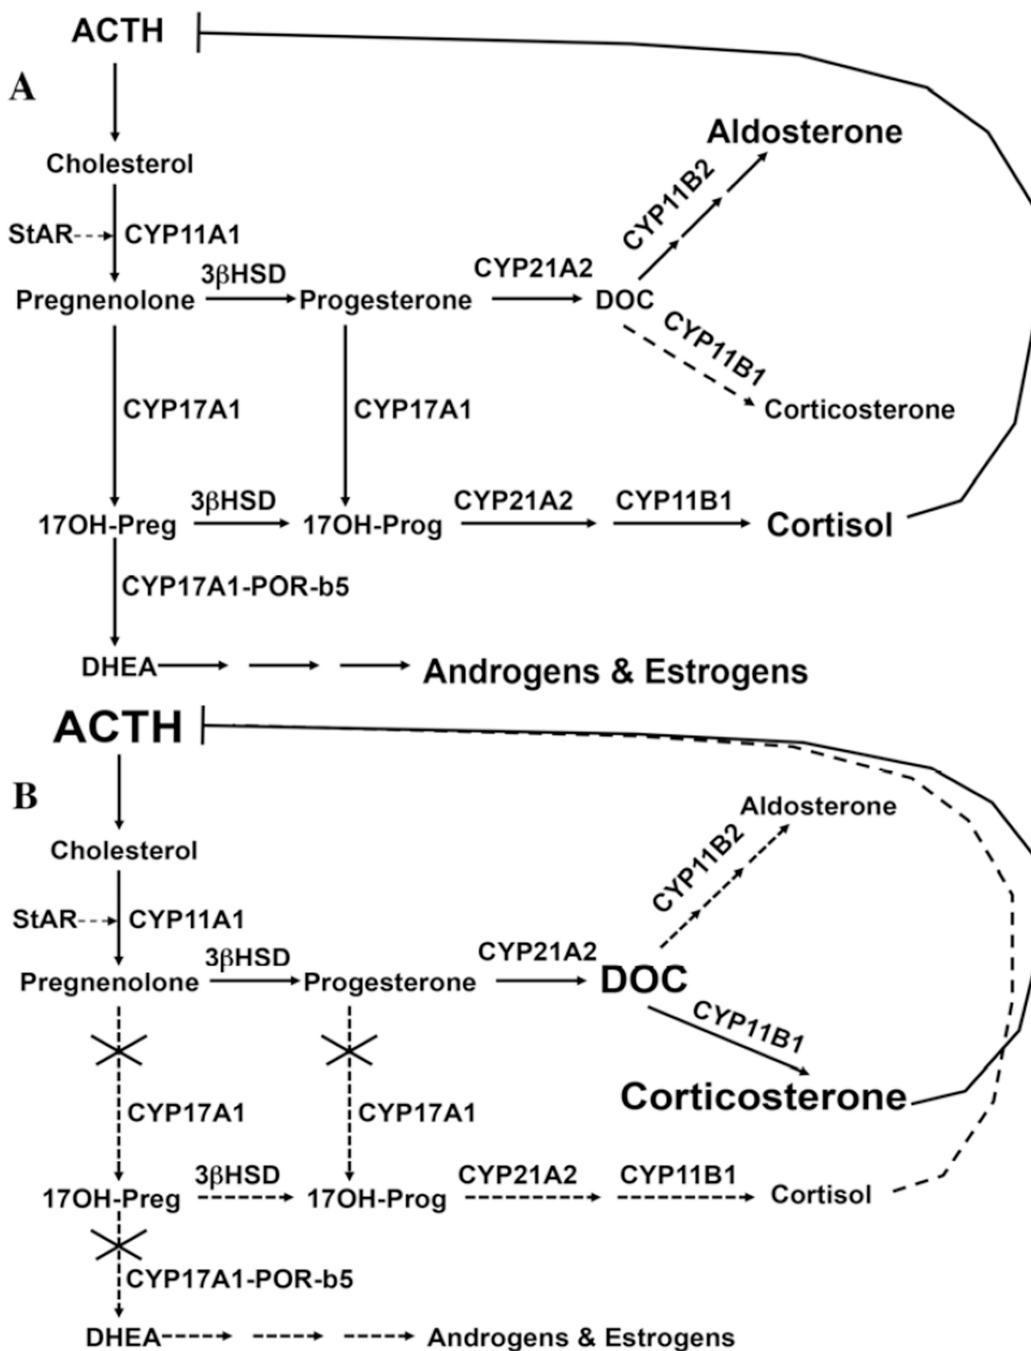 ACTH
A
Aldosterone
Cholesterol
CYP11B2
StAR CYP11A1
3βHSD CYP21A2
Pregnenolone Progesterone DOC
CYP11B1
CYP17A1 CYP17A1 Corticosterone
3βHSD CYP21A2 CYP11B1
17OH-Preg 17OH-Prog Cortisol
CYP17A1-POR-b5
DHEA Androgens & Estrogens
ACTH
B
Aldosterone
Cholesterol
CYP11B2
StAR CYP11A1
3βHSD CYP21A2
Pregnenolone Progesterone DOC
CYP11B1
Corticosterone
CYP17A1 CYP17A1
3βHSD CYP21A2 CYP11B1
17OH-Preg 17OH-Prog Cortisol
CYP17A1-POR-b5
DHEA Androgens & Estrogens